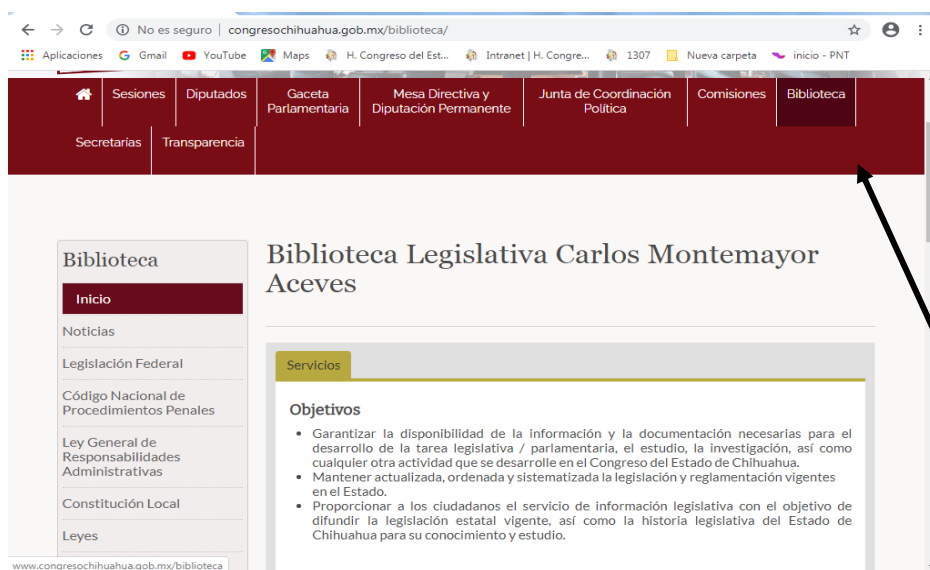 No es seguro | congresochihuahua.gob.mx/biblioteca/
Aplicaciones Gmail YouTube Maps H. Congreso del Est... Intranet | H. Congre... 1307 Nueva carpeta inicio - PNT
Sesiones Diputados Gaceta Parlamentaria Mesa Directiva y Diputación Permanente Junta de Coordinación Política Comisiones Biblioteca
Secretarías Transparencia
Biblioteca
Inicio
Noticias
Legislación Federal
Código Nacional de
Procedimientos Penales
Ley General de
Responsabilidades
Administrativas
Constitución Local
Leyes
Biblioteca Legislativa Carlos Montemayor
Aceves
Servicios
Objetivos
• Garantizar la disponibilidad de la información y la documentación necesarias para el
desarrollo de la tarea legislativa / parlamentaria, el estudio, la investigación, así como
cualquier otra actividad que se desarrolle en el Congreso del Estado de Chihuahua.
• Mantener actualizada, ordenada y sistematizada la legislación y reglamentación vigentes
en el Estado.
• Proporcionar a los ciudadanos el servicio de información legislativa con el objetivo de
difundir la legislación estatal vigente, así como la historia legislativa del Estado de
Chihuahua para su conocimiento y estudio.
www.congresochihuahua.gob.mx/biblioteca